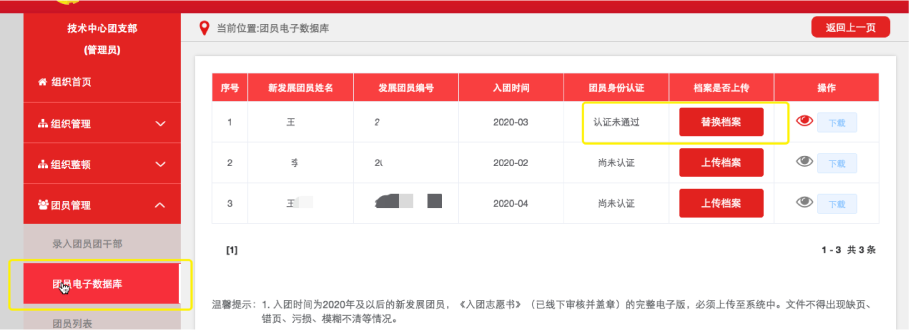 技术中心团支部
(管理员)
组织首页
组织管理
组织整顿
团员管理
录入团员团干部
团员电子数据库
团员列表
当前位置:团员电子数据库
返回上一页
序号 新发展团员姓名 发展团员编号 入团时间 团员身份认证 档案是否上传 操作
1 王 2 2020-03 认证未通过 替换档案 下载
2 2020-02 尚未认证 上传档案 下载
3 王 2020-04 尚未认证 上传档案 下载
[1]
1 - 3 共 3 条
温馨提示：1. 入团时间为2020年及以后的新发展团员，《入团志愿书》（已线下审核并盖章）的完整电子版，必须上传至系统中。文件不得出现缺页、
错页、污损、模糊不清等情况。